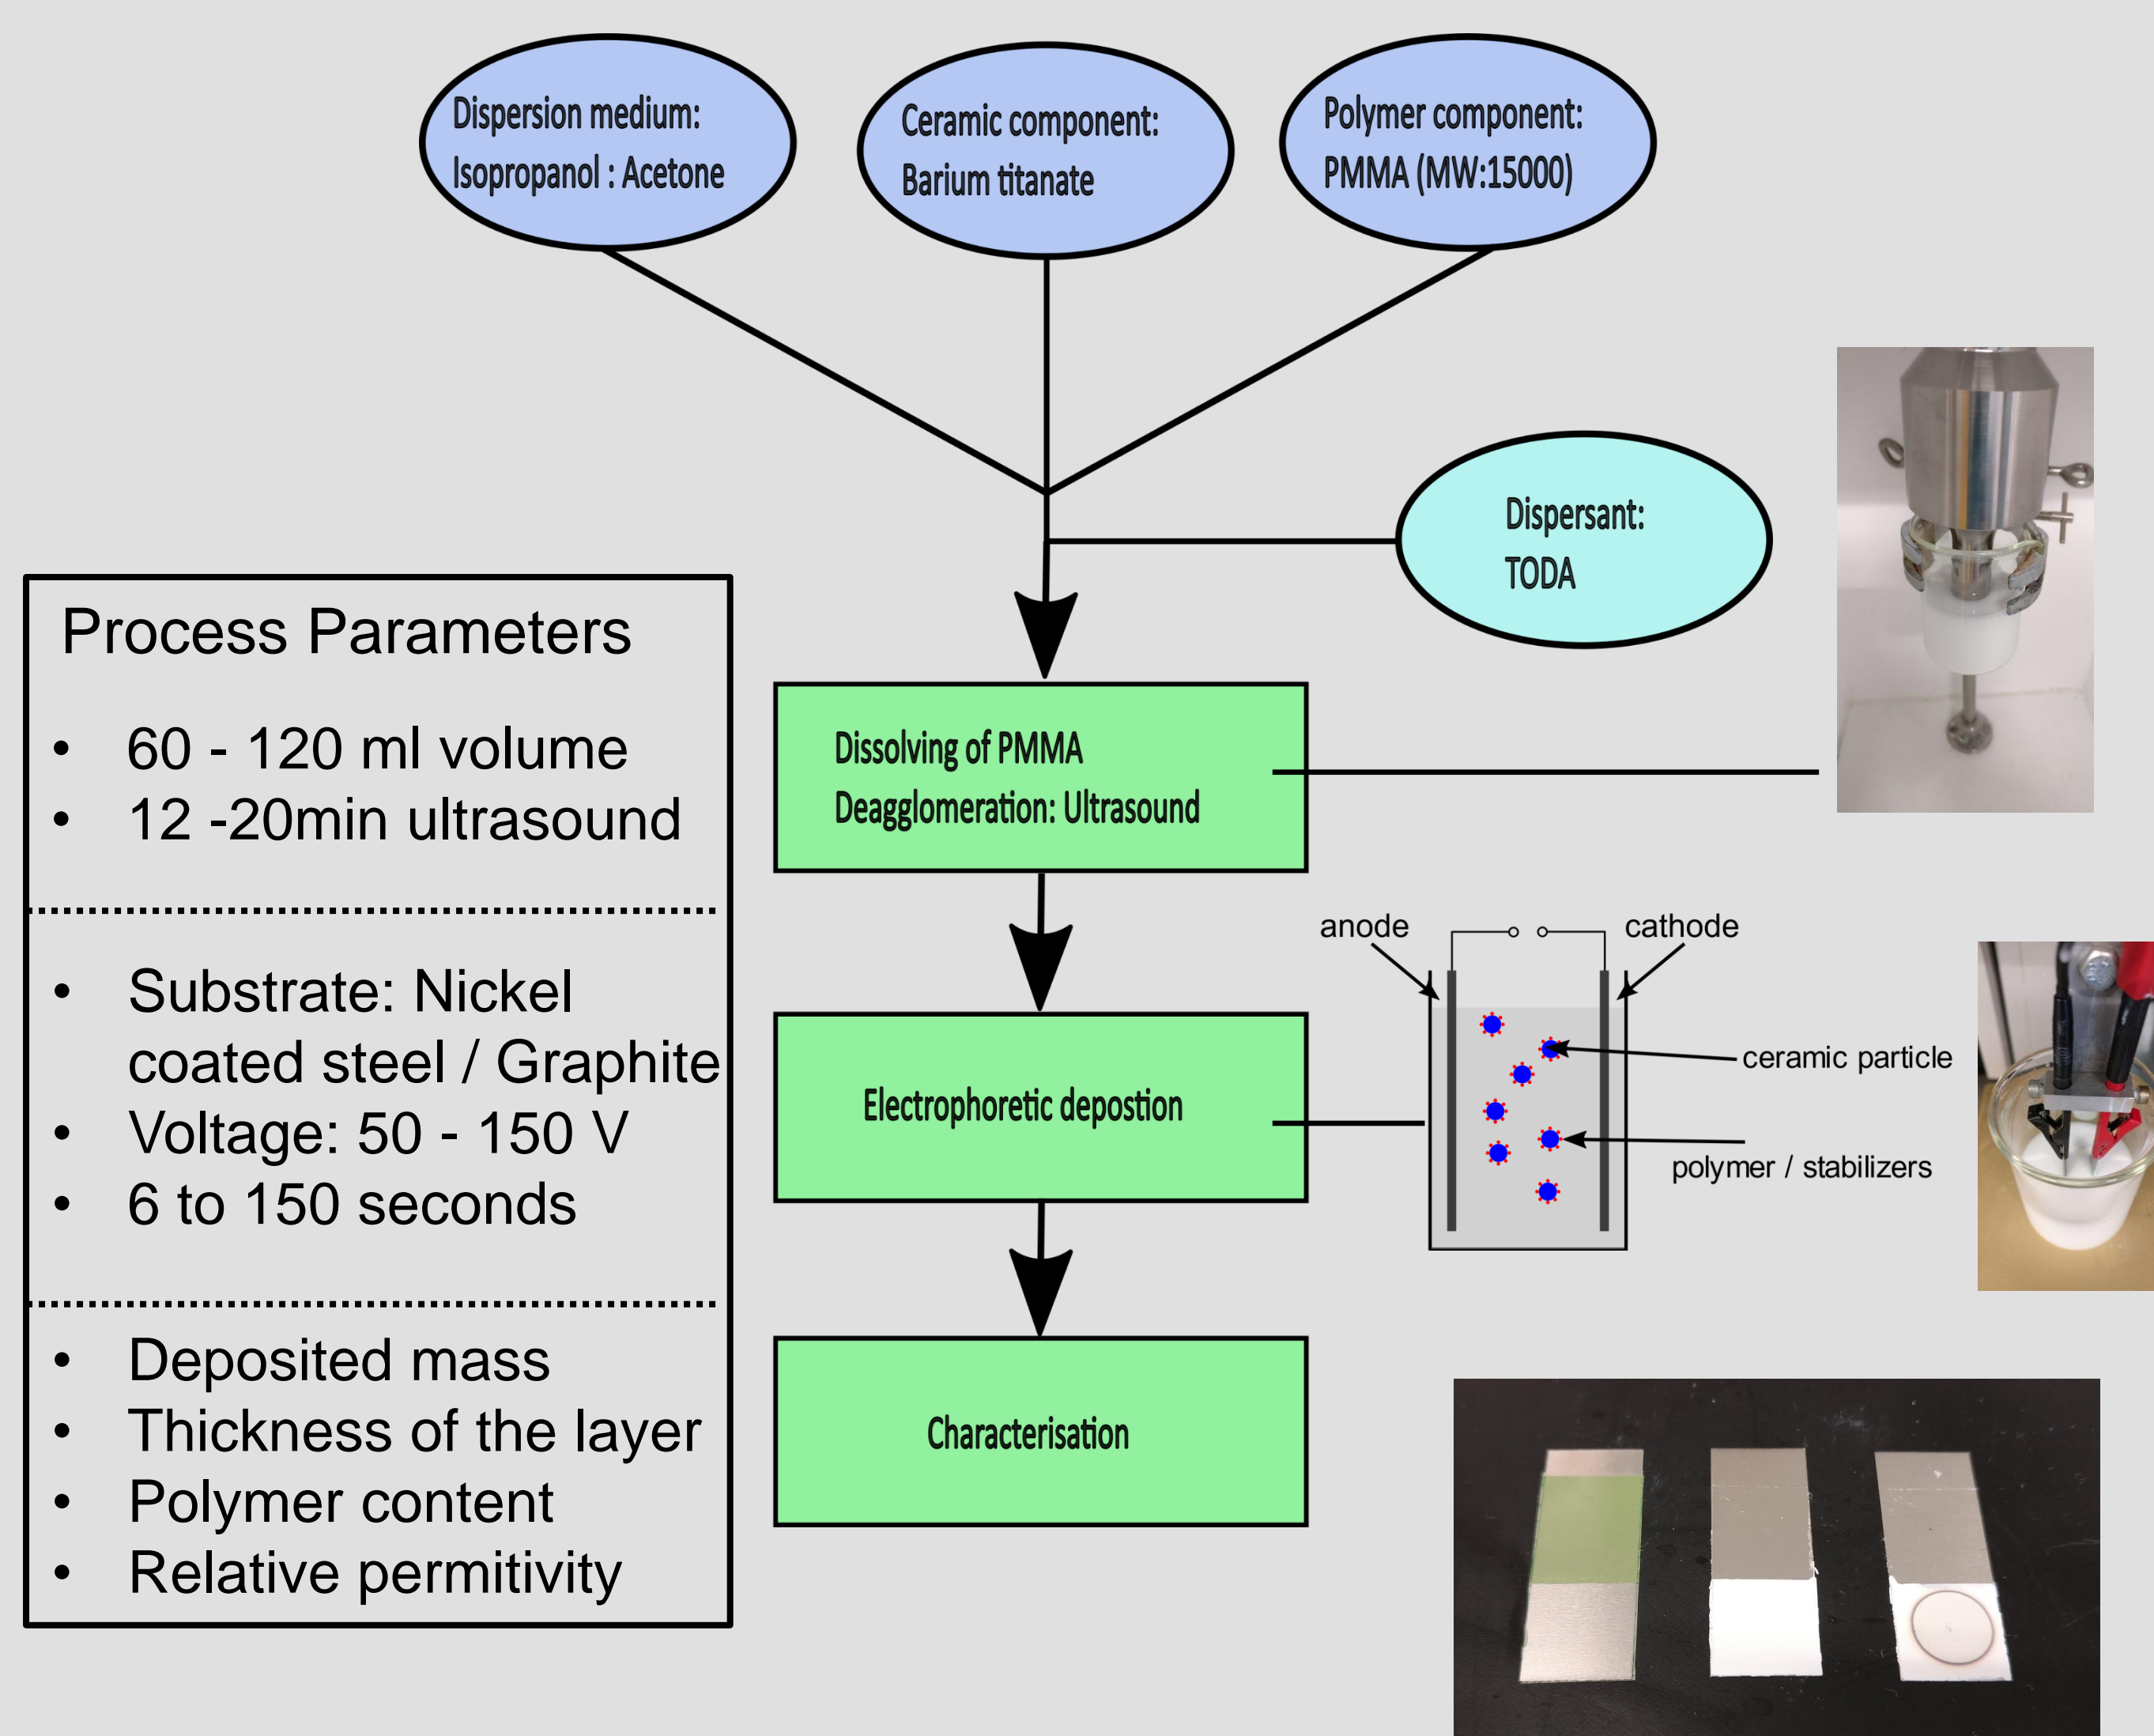 Dispersion medium:
Isopropanol : Acetone
Ceramic component:
Barium titanate
Polymer component:
PMMA (MW:15000)
Dispersant:
TODA
Process Parameters
• 60 - 120 ml volume
• 12 -20min ultrasound
• Substrate: Nickel
coated steel / Graphite
• Voltage: 50 - 150 V
• 6 to 150 seconds
• Deposited mass
• Thickness of the layer
• Polymer content
• Relative permitivity
Dissolving of PMMA
Deagglomeration: Ultrasound
Electrophoretic depostion
Characterisation
anode
cathode
ceramic particle
polymer / stabilizers